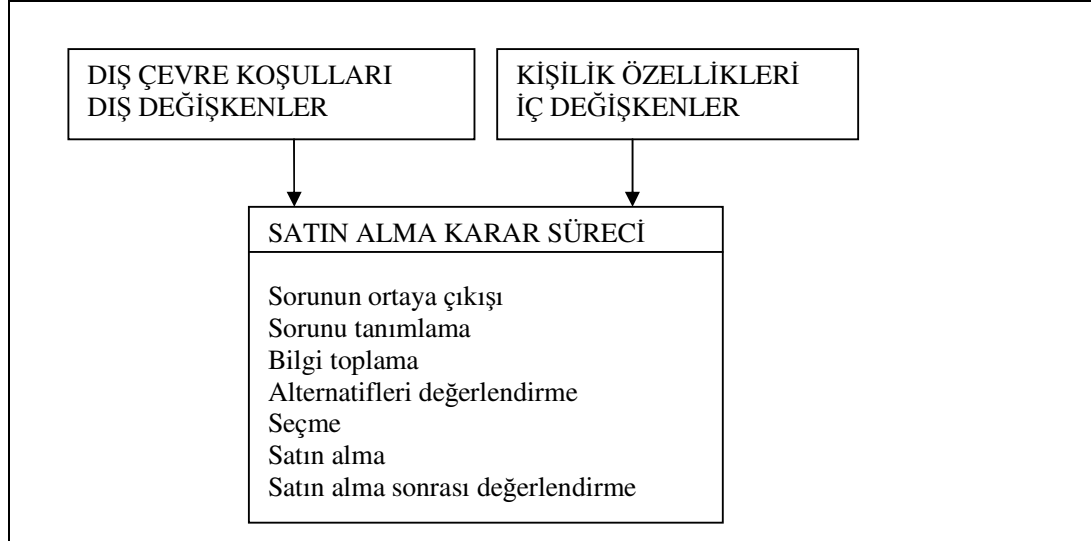 DIŞ ÇEVRE KOŞULLARI
DIŞ DEĞİŞKENLER
KİŞİLİK ÖZELLİKLERİ
İÇ DEĞİŞKENLER
SATIN ALMA KARAR SÜRECİ
Sorunun ortaya çıkışı
Sorunu tanımlama
Bilgi toplama
Alternatifleri değerlendirme
Seçme
Satın alma
Satın alma sonrası değerlendirme